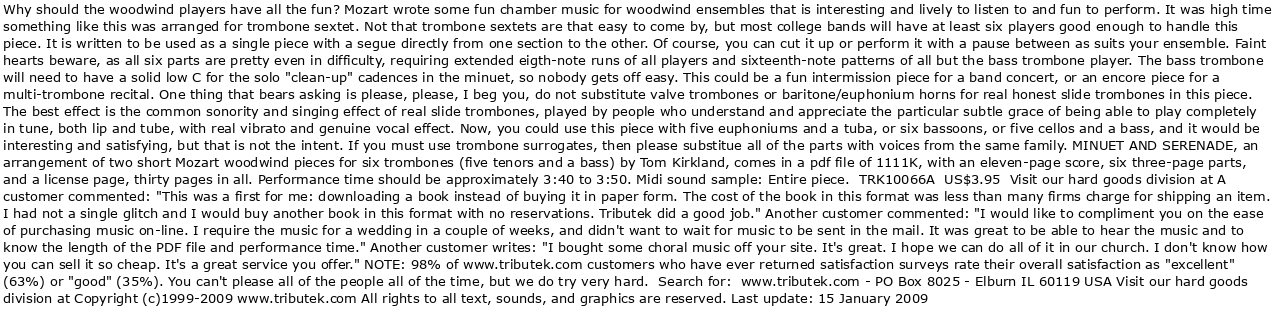 Why should the woodwind players have all the fun? Mozart wrote some fun chamber music for woodwind ensembles that is interesting and lively to listen to and fun to perform. It was high time
something like this was arranged for trombone sextet. Not that trombone sextets are that easy to come by, but most college bands will have at least six players good enough to handle this
piece. It is written to be used as a single piece with a segue directly from one section to the other. Of course, you can cut it up or perform it with a pause between as suits your ensemble. Faint
hearts beware, as all six parts are pretty even in difficulty, requiring extended eigth-note runs of all players and sixteenth-note patterns of all but the bass trombone player. The bass trombone
will need to have a solid low C for the solo "clean-up" cadences in the minuet, so nobody gets off easy. This could be a fun intermission piece for a band concert, or an encore piece for a
multi-trombone recital. One thing that bears asking is please, please, I beg you, do not substitute valve trombones or baritone/euphonium horns for real honest slide trombones in this piece.
The best effect is the common sonority and singing effect of real slide trombones, played by people who understand and appreciate the particular subtle grace of being able to play completely
in tune, both lip and tube, with real vibrato and genuine vocal effect. Now, you could use this piece with five euphoniums and a tuba, or six bassoons, or five cellos and a bass, and it would be
interesting and satisfying, but that is not the intent. If you must use trombone surrogates, then please substitue all of the parts with voices from the same family. MINUET AND SERENADE, an
arrangement of two short Mozart woodwind pieces for six trombones (five tenors and a bass) by Tom Kirkland, comes in a pdf file of 1111K, with an eleven-page score, six three-page parts,
and a license page, thirty pages in all. Performance time should be approximately 3:40 to 3:50. Midi sound sample: Entire piece.  TRK10066A  US$3.95  Visit our hard goods division at A
customer commented: "This was a first for me: downloading a book instead of buying it in paper form. The cost of the book in this format was less than many firms charge for shipping an item.
I had not a single glitch and I would buy another book in this format with no reservations. Tributek did a good job." Another customer commented: "I would like to compliment you on the ease
of purchasing music on-line. I require the music for a wedding in a couple of weeks, and didn't want to wait for music to be sent in the mail. It was great to be able to hear the music and to
know the length of the PDF file and performance time." Another customer writes: "I bought some choral music off your site. It's great. I hope we can do all of it in our church. I don't know how
you can sell it so cheap. It's a great service you offer." NOTE: 98% of www.tributek.com customers who have ever returned satisfaction surveys rate their overall satisfaction as "excellent"
(63%) or "good" (35%). You can't please all of the people all of the time, but we do try very hard.  Search for:  www.tributek.com - PO Box 8025 - Elburn IL 60119 USA Visit our hard goods
division at Copyright (c)1999-2009 www.tributek.com All rights to all text, sounds, and graphics are reserved. Last update: 15 January 2009